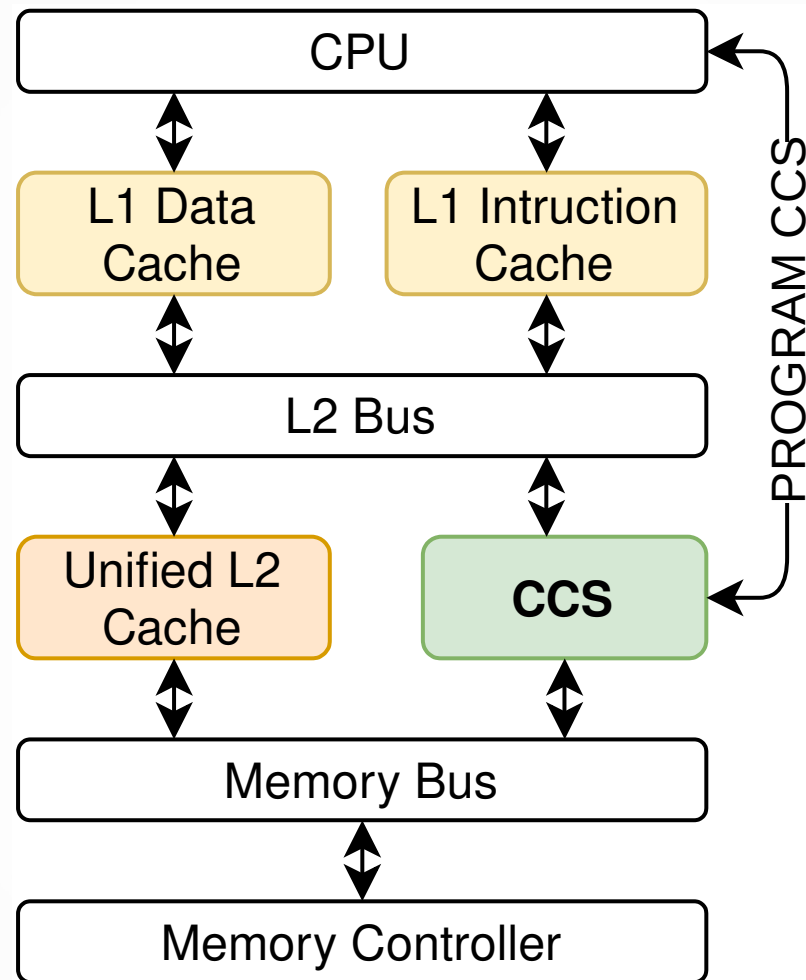 CPU
L1 Data
Cache
L1 Intruction
Cache
PROGRAM CCS
L2 Bus
Unified L2
Cache
CCS
Memory Bus
Memory Controller